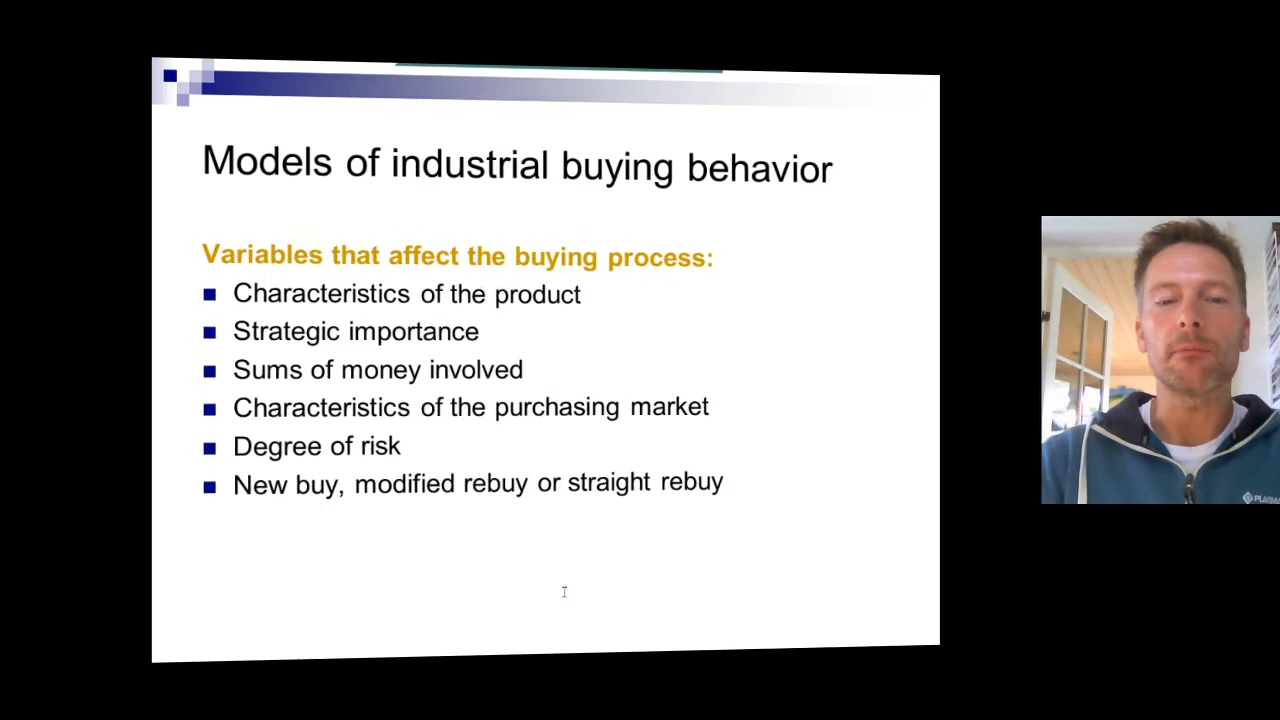 Models of industrial buying behavior
Variables that affect the buying process:
Characteristics of the product
Strategic importance
Sums of money involved
Characteristics of the purchasing market
Degree of risk
New buy, modified rebuy or straight rebuy